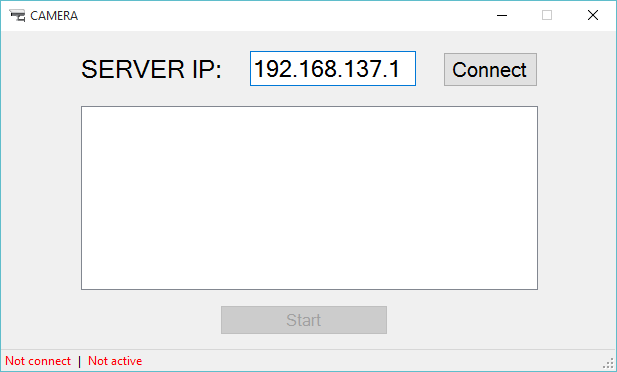 CAMERA
SERVER IP: 192.168.137.1 Connect
Start
Not connect | Not active